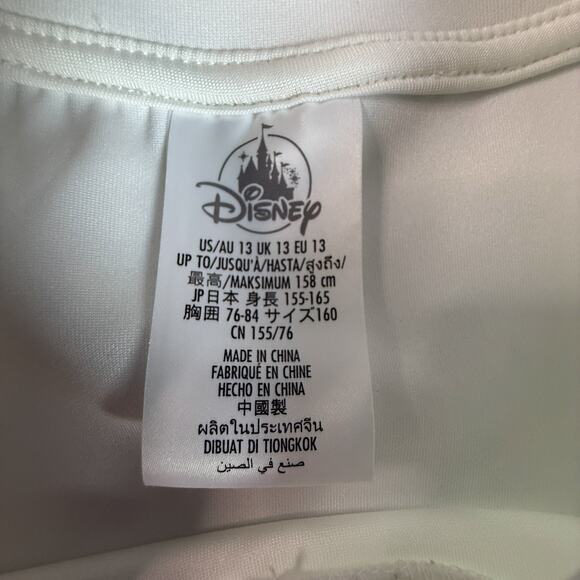 Disney
US/AU 13 UK 13 EU 13
UP TO/JUSQU'À/HASTA/สูงถึง/
最高/MAKSIMUM 158 cm
JP日本 身長 155-165
胸囲 76-84 サイズ160
CN 155/76
MADE IN CHINA
FABRIQUÉ EN CHINE
HECHO EN CHINA
中國製
ผลิตในประเทศจีน
DIBUAT DI TIONGKOK
صنع في الصين